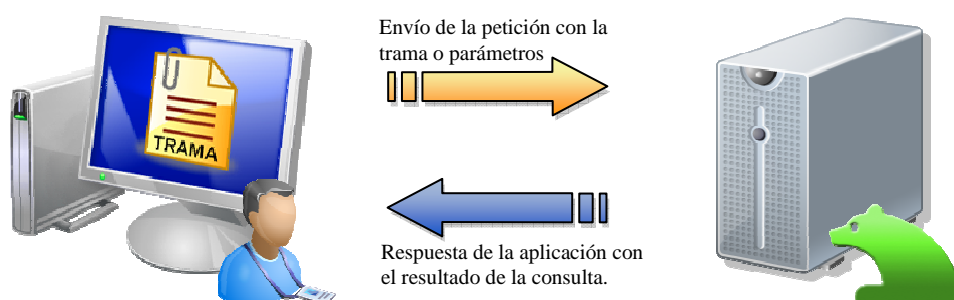 Envío de la petición con la
trama o parámetros
TRAMA
Respuesta de la aplicación con
el resultado de la consulta.